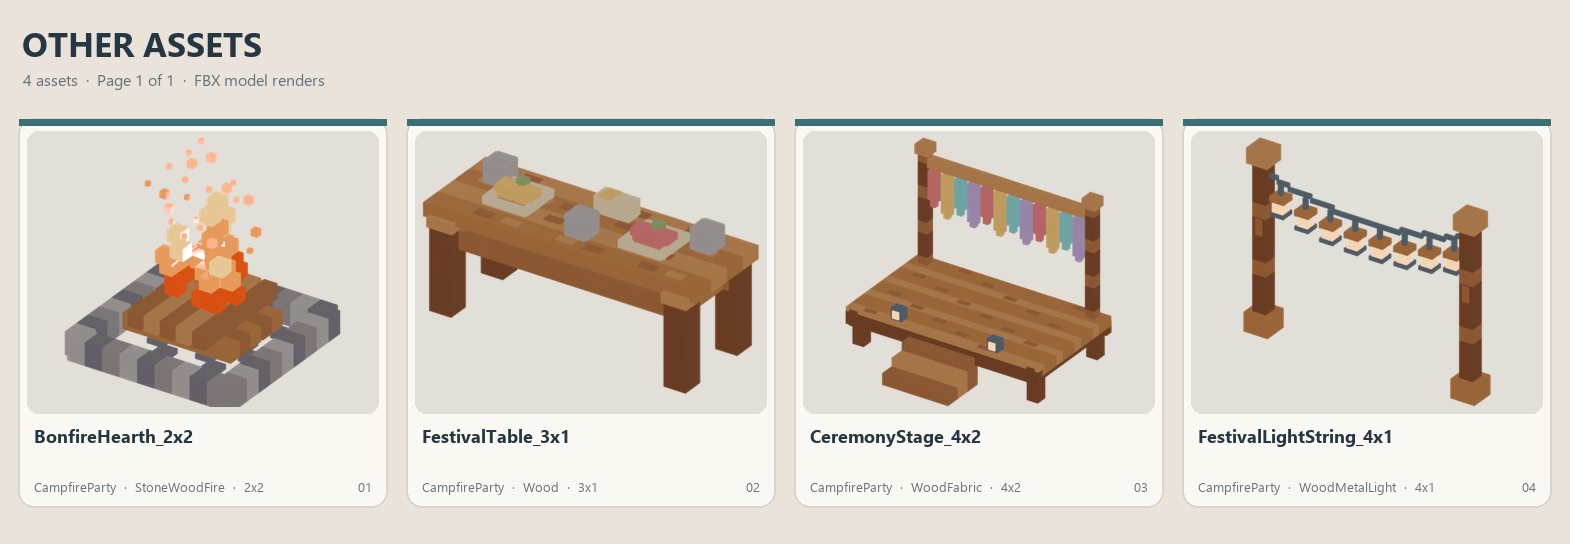 OTHER ASSETS
4 assets · Page 1 of 1 · FBX model renders
BonfireHearth_2x2
CampfireParty · StoneWoodFire · 2x2 01
FestivalTable_3x1
CampfireParty · Wood · 3x1 02
CeremonyStage_4x2
CampfireParty · WoodFabric · 4x2 03
FestivalLightString_4x1
CampfireParty · WoodMetalLight · 4x1 04